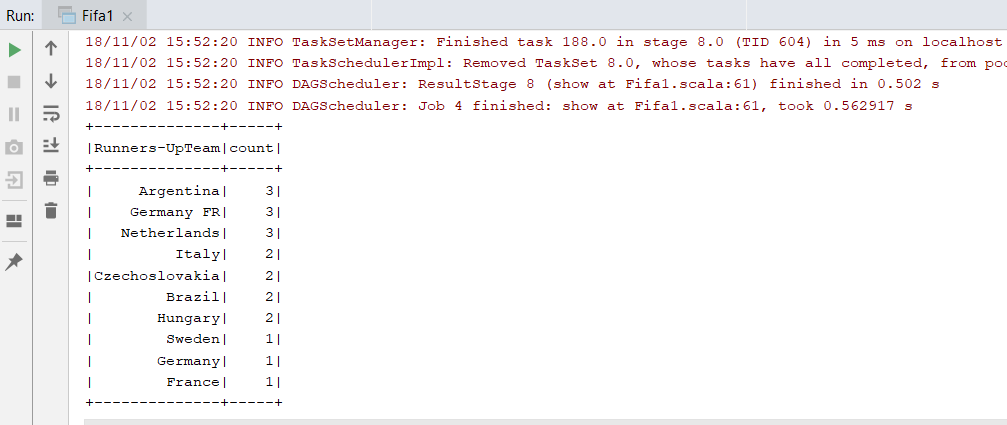 Run: Fifa1
18/11/02 15:52:20 INFO TaskSetManager: Finished task 188.0 in stage 8.0 (TID 604) in 5 ms on localhost
18/11/02 15:52:20 INFO TaskSchedulerImpl: Removed TaskSet 8.0, whose tasks have all completed, from poo
18/11/02 15:52:20 INFO DAGScheduler: ResultStage 8 (show at Fifa1.scala:61) finished in 0.502 s
18/11/02 15:52:20 INFO DAGScheduler: Job 4 finished: show at Fifa1.scala:61, took 0.562917 s
+--------------+-----+
|Runners-UpTeam|count|
+--------------+-----+
|     Argentina|    3|
|    Germany FR|    3|
|   Netherlands|    3|
|         Italy|    2|
|Czechoslovakia|    2|
|        Brazil|    2|
|       Hungary|    2|
|        Sweden|    1|
|       Germany|    1|
|        France|    1|
+--------------+-----+